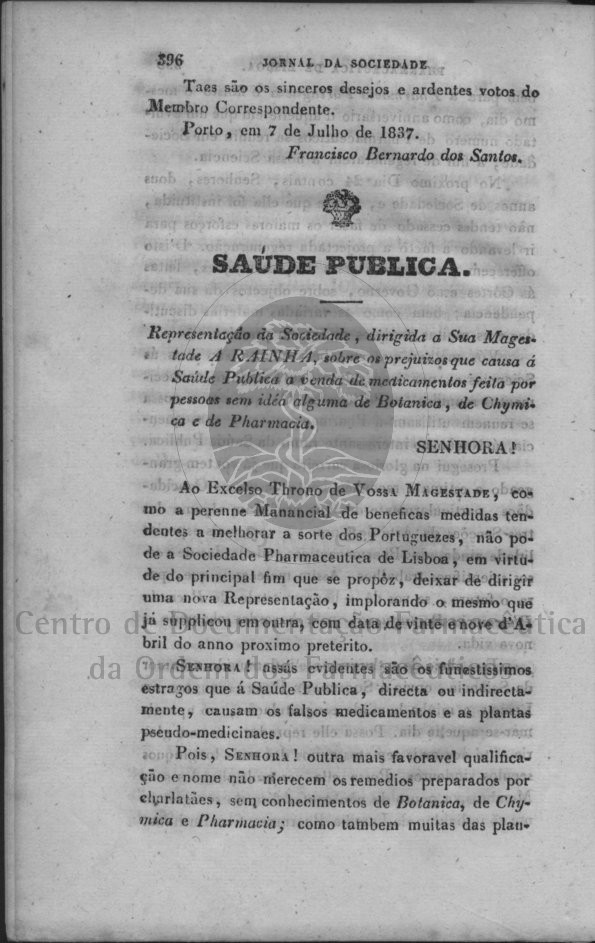 396 JORNAL DA SOCIEDADE
Taes são os sinceros desejos e ardentes votos do
Membro Correspondente.
Porto, em 7 de Julho de 1837.
Francisco Bernardo dos Santos.
SAÚDE PUBLICA.
Representação da Sociedade, dirigida a Sua Mages-
tade A RAINHA, sobre os prejuizos que causa á
Saúde Publica a venda de medicamentos feita por
pessoas sem idéa alguma de Botanica, de Chymi-
ca e de Pharmacia.
SENHORA!
Ao Excelso Throno de VOSSA MAGESTADE, co-
mo a perenne Manancial de beneficas medidas ten-
dentes a melhorar a sorte dos Portuguezes, não pó-
de a Sociedade Pharmaceutica de Lisboa, em virtu-
de do principal fim que se propôz, deixar de dirigir
uma nova Representação, implorando o mesmo que
já supplicou em outra, com data de vinte e nove d'A-
bril do anno proximo preterito.
SENHORA! assás evidentes são os funestissimos
estragos que á Saúde Publica, directa ou indirecta-
mente, causam os falsos medicamentos e as plantas
pseudo-medicinaes.
Pois, SENHORA! outra mais favoravel qualifica-
ção e nome não merecem os remedios preparados por
charlatães, sem conhecimentos de Botanica, de Chy-
mica e Pharmacia; como tambem muitas das plan-
Centro de Documentação Farmacêutica
da Ordem dos Farmacêuticos